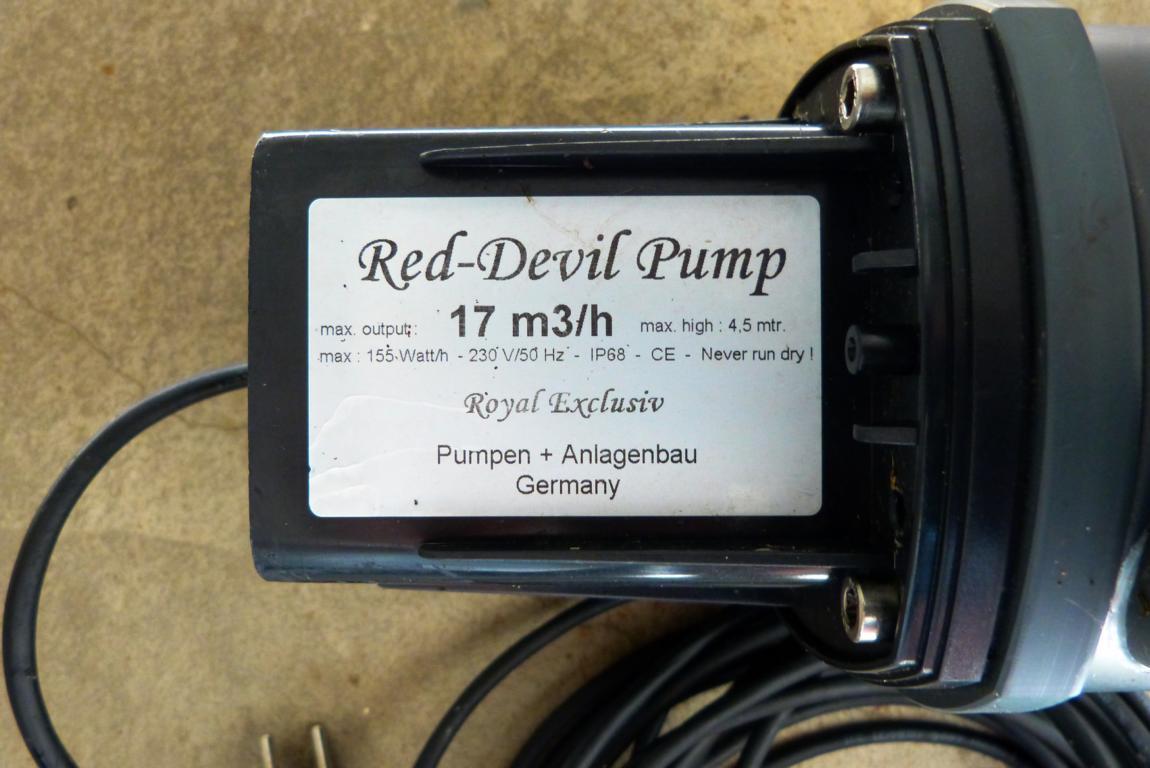 Red-Devil Pump
max. output: 17 m3/h max. high : 4,5 mtr.
max : 155 Watt/h - 230 V/50 Hz - IP68 - CE - Never run dry !
Royal Exclusiv
Pumpen + Anlagenbau
Germany